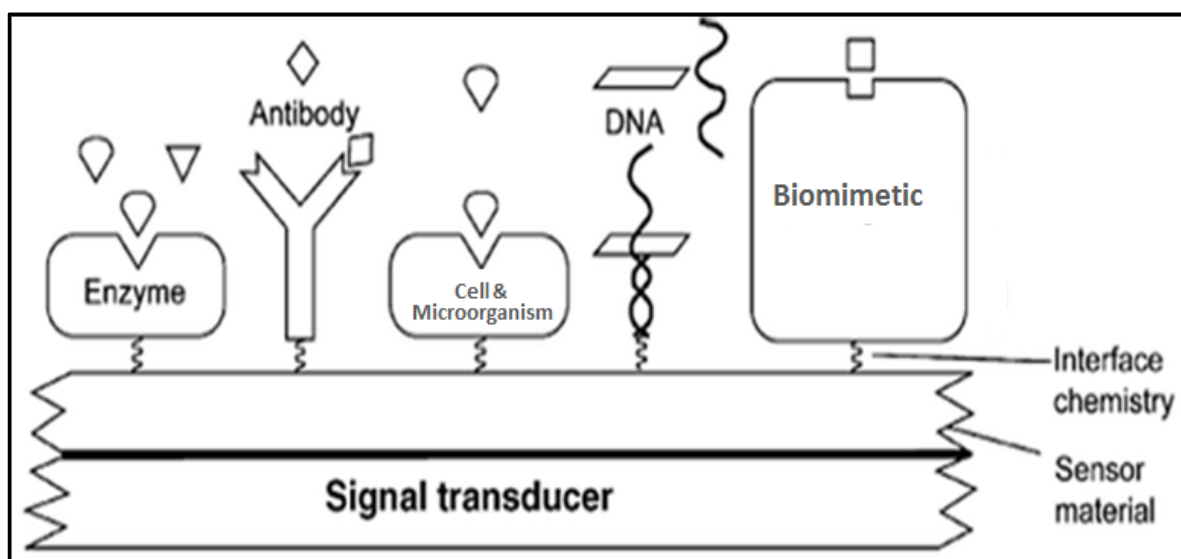 Antibody
DNA
Biomimetic
Enzyme
Cell &
Microorganism
Interface
chemistry
Sensor
material
Signal transducer